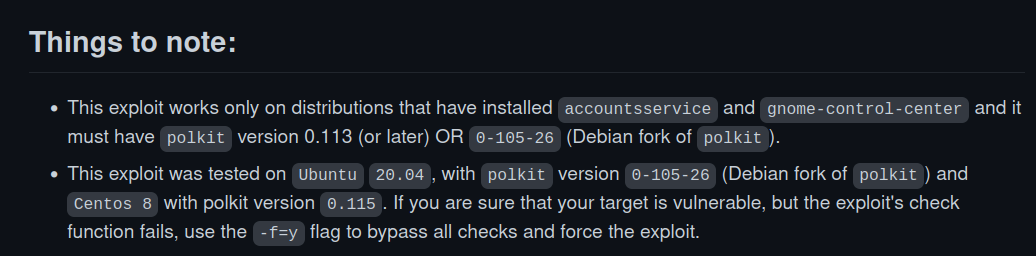 Things to note:
This exploit works only on distributions that have installed accountsservice and gnome-control-center and it
must have polkit version 0.113 (or later) OR 0-105-26 (Debian fork of polkit).
This exploit was tested on Ubuntu 20.04, with polkit version 0-105-26 (Debian fork of polkit) and
Centos 8 with polkit version 0.115. If you are sure that your target is vulnerable, but the exploit's check
function fails, use the -f=y flag to bypass all checks and force the exploit.